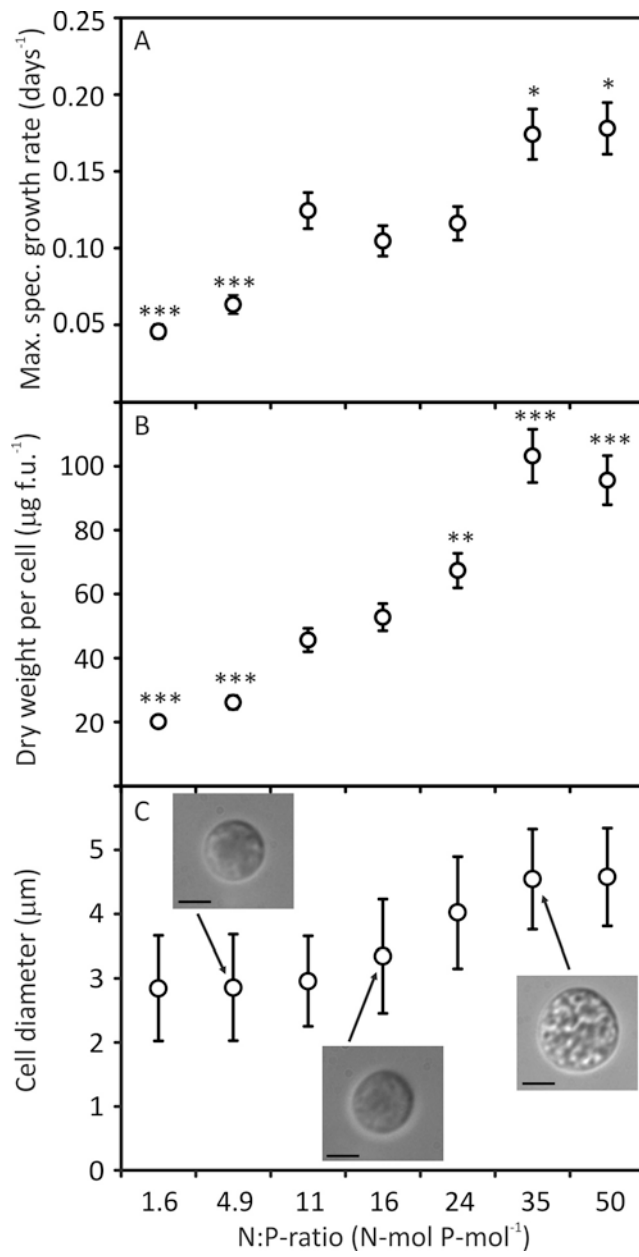 0.25
A
0.20
0.15
0.10
0.05
Max. spec. growth rate (days⁻¹)
* *
*** ***
B
100
80
60
40
20
Dry weight per cell (µg f.u.⁻¹)
*** ***
**
*** ***
C
5
4
3
2
1
0
Cell diameter (µm)
1.6 4.9 11 16 24 35 50
N:P-ratio (N-mol P-mol⁻¹)